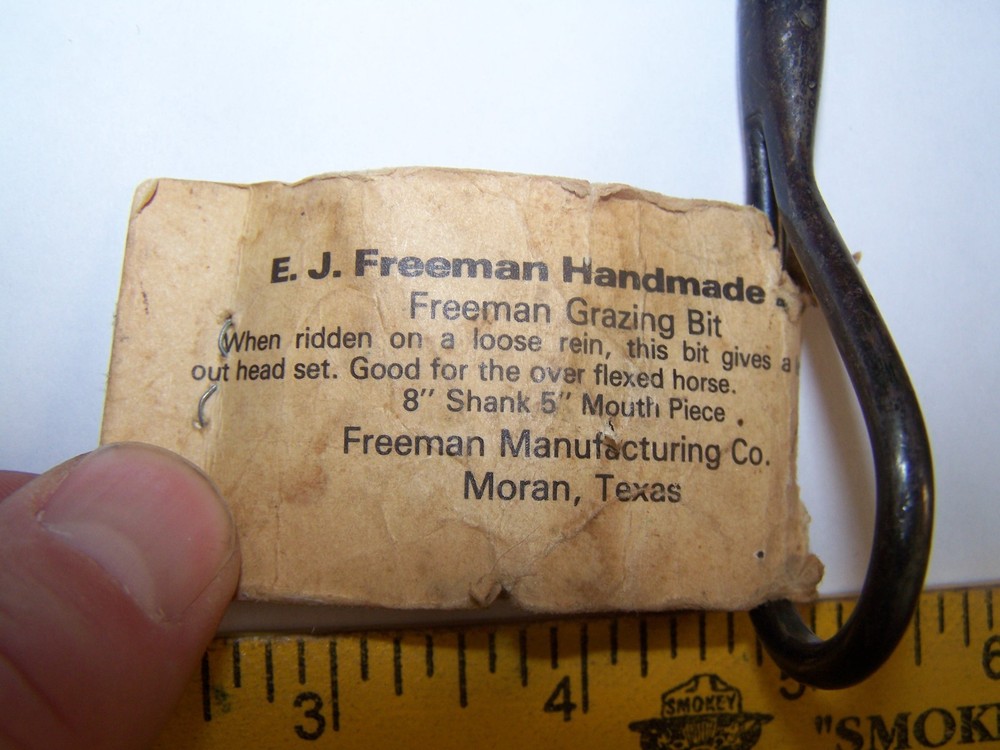 E. J. Freeman Handmade
Freeman Grazing Bit
When ridden on a loose rein, this bit gives a
out head set. Good for the over flexed horse.
8" Shank 5" Mouth Piece .
Freeman Manufacturing Co.
Moran, Texas
3 4 5 6
SMOKEY
"SMOK